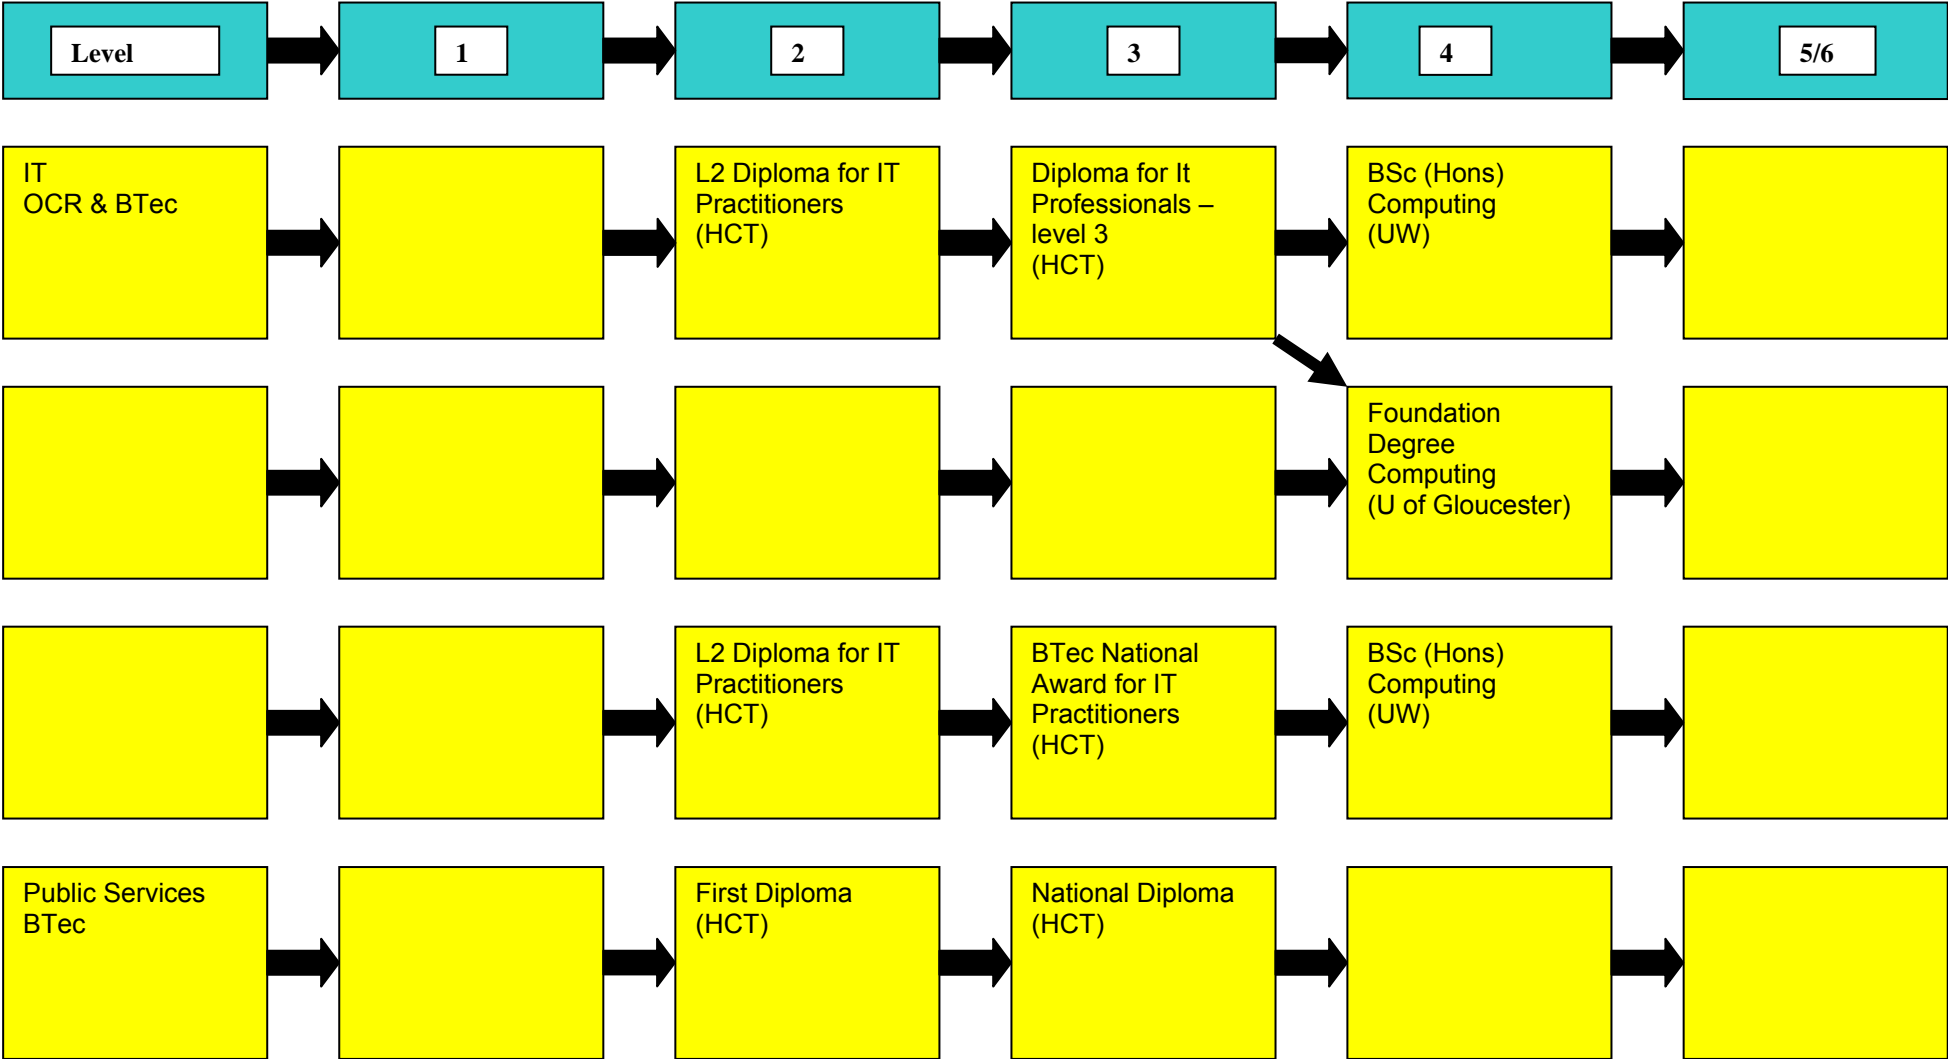 Level
1
2
3
4
5/6
IT
OCR & BTec
L2 Diploma for IT
Practitioners
(HCT)
Diploma for It
Professionals –
level 3
(HCT)
BSc (Hons)
Computing
(UW)
Foundation
Degree
Computing
(U of Gloucester)
L2 Diploma for IT
Practitioners
(HCT)
BTec National
Award for IT
Practitioners
(HCT)
BSc (Hons)
Computing
(UW)
Public Services
BTec
First Diploma
(HCT)
National Diploma
(HCT)